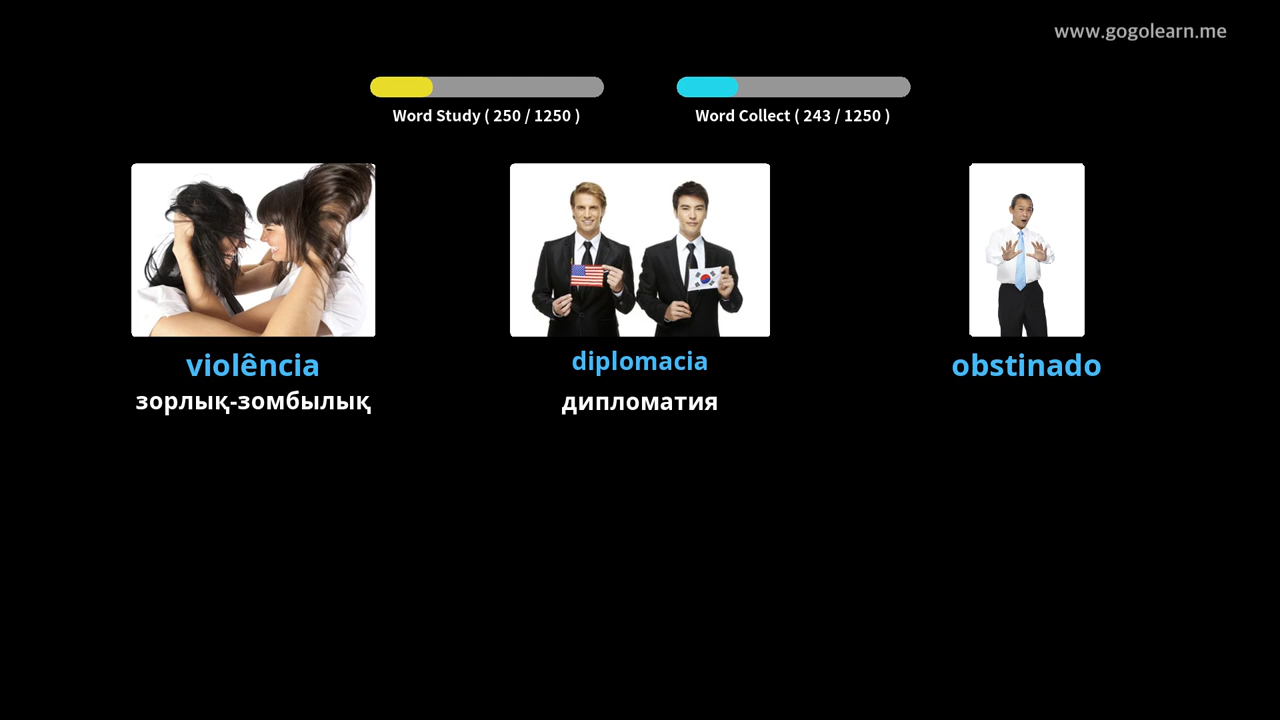 www.gogolearn.me
Word Study ( 250 / 1250 )
Word Collect ( 243 / 1250 )
violência
зорлық-зомбылық
diplomacia
дипломатия
obstinado